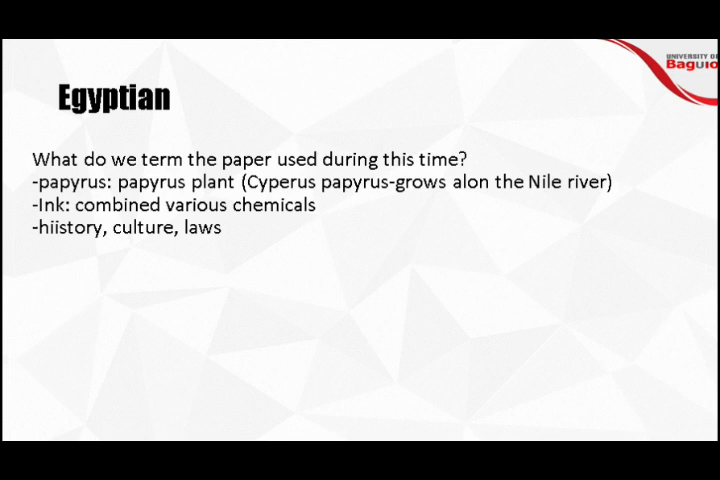 UNIVERSITY OF
Baguio
Egyptian
What do we term the paper used during this time?
-papyrus: papyrus plant (Cyperus papyrus-grows alon the Nile river)
-Ink: combined various chemicals
-hiistory, culture, laws